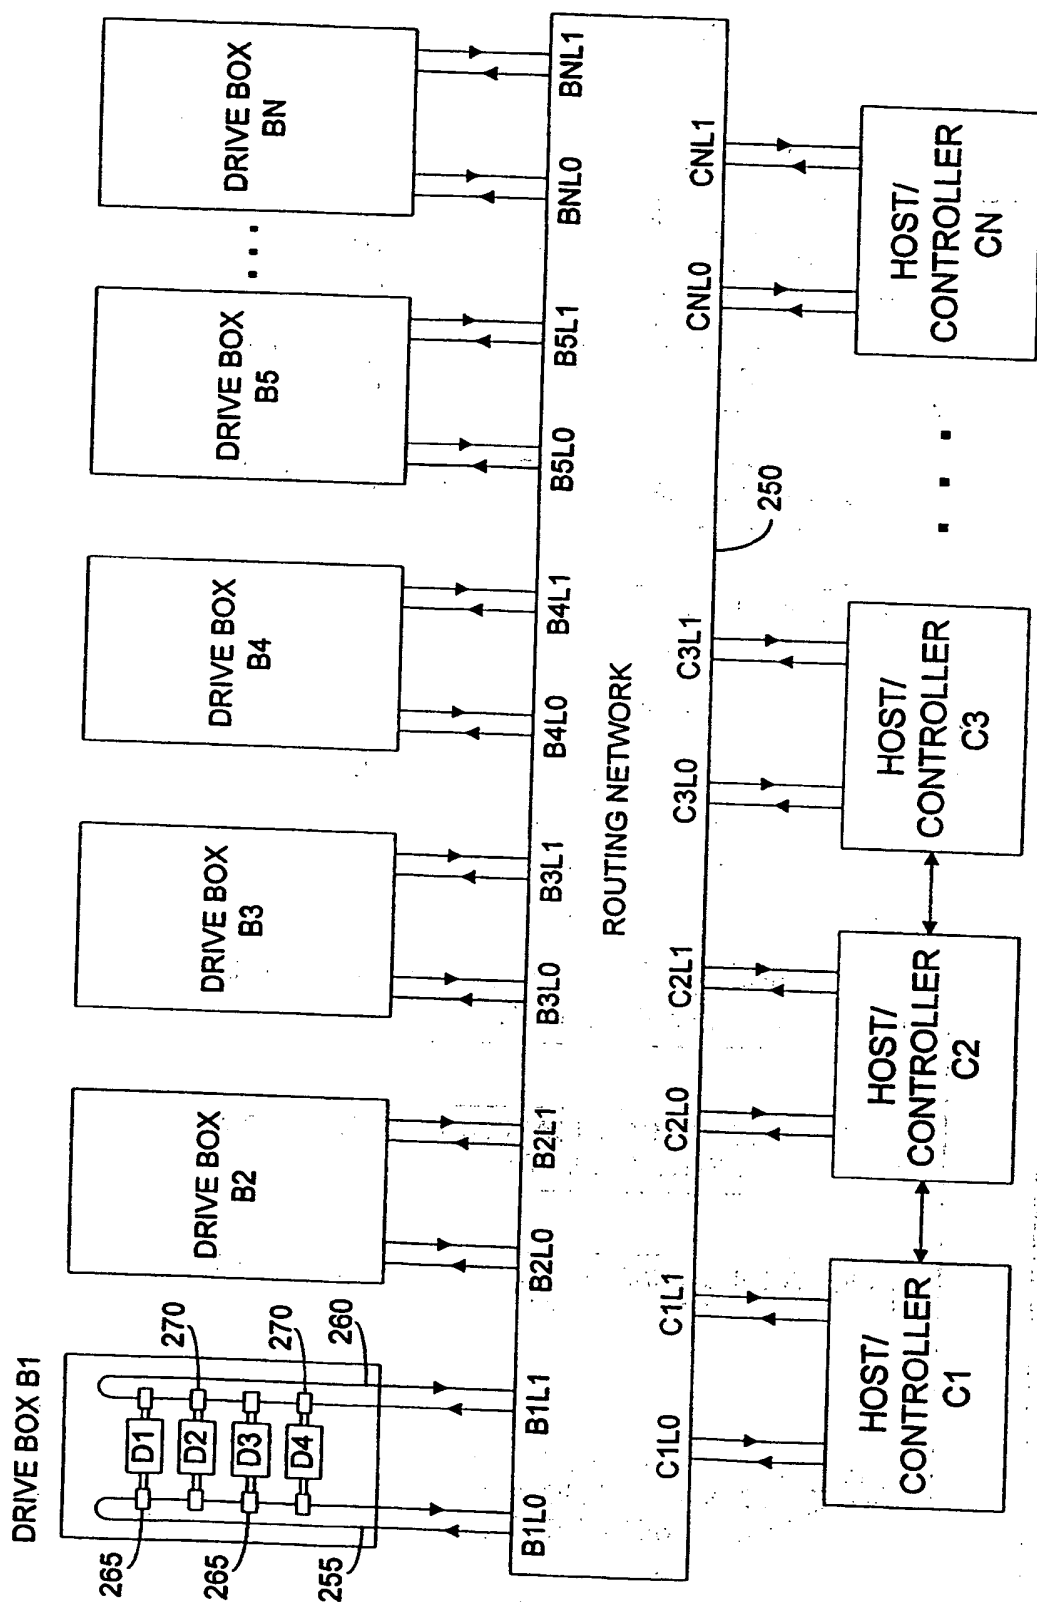 DRIVE BOX B1
D1
D2
D3
D4
265
265
255
270
270
260
DRIVE BOX
B2
DRIVE BOX
B3
DRIVE BOX
B4
DRIVE BOX
B5
...
DRIVE BOX
BN
B1L0
B1L1
B2L0
B2L1
B3L0
B3L1
B4L0
B4L1
B5L0
B5L1
BNL0
BNL1
ROUTING NETWORK
250
C1L0
C1L1
C2L0
C2L1
C3L0
C3L1
CNL0
CNL1
HOST/
CONTROLLER
C1
HOST/
CONTROLLER
C2
HOST/
CONTROLLER
C3
...
HOST/
CONTROLLER
CN